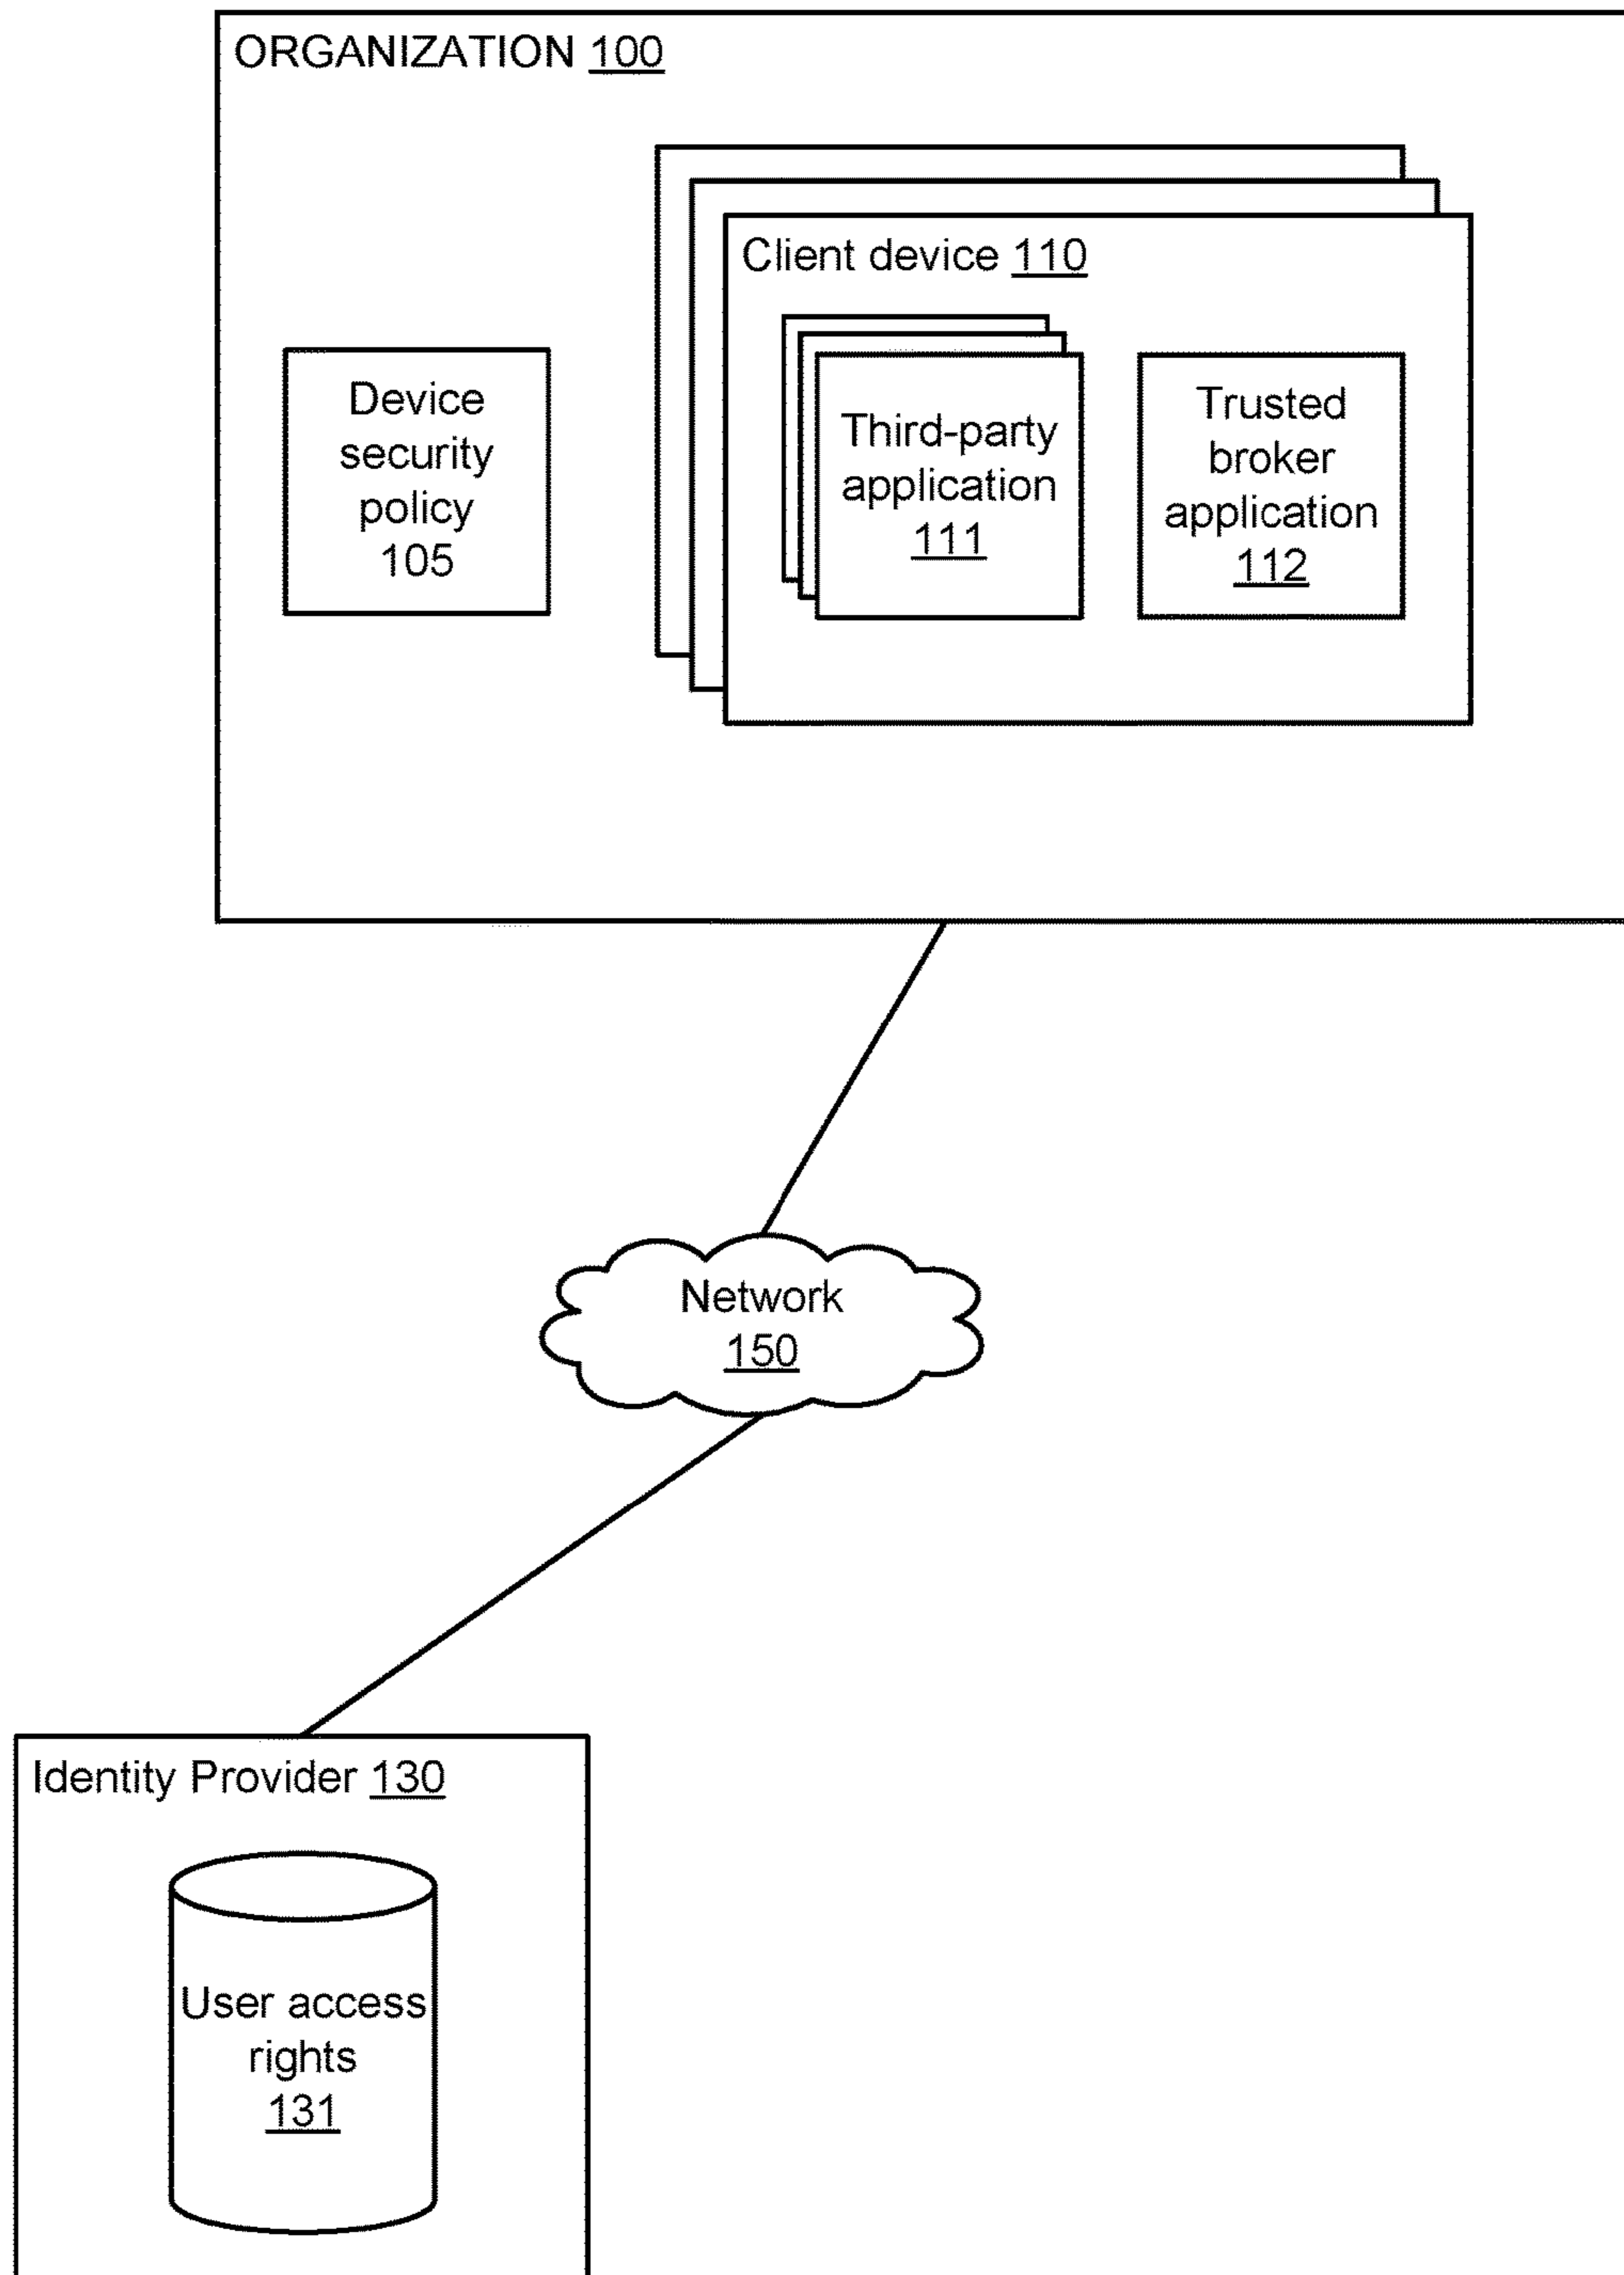 ORGANIZATION 100
Client device 110
Device
security
policy
105
Third-party
application
111
Trusted
broker
application
112
Network
150
Identity Provider 130
User access
rights
131